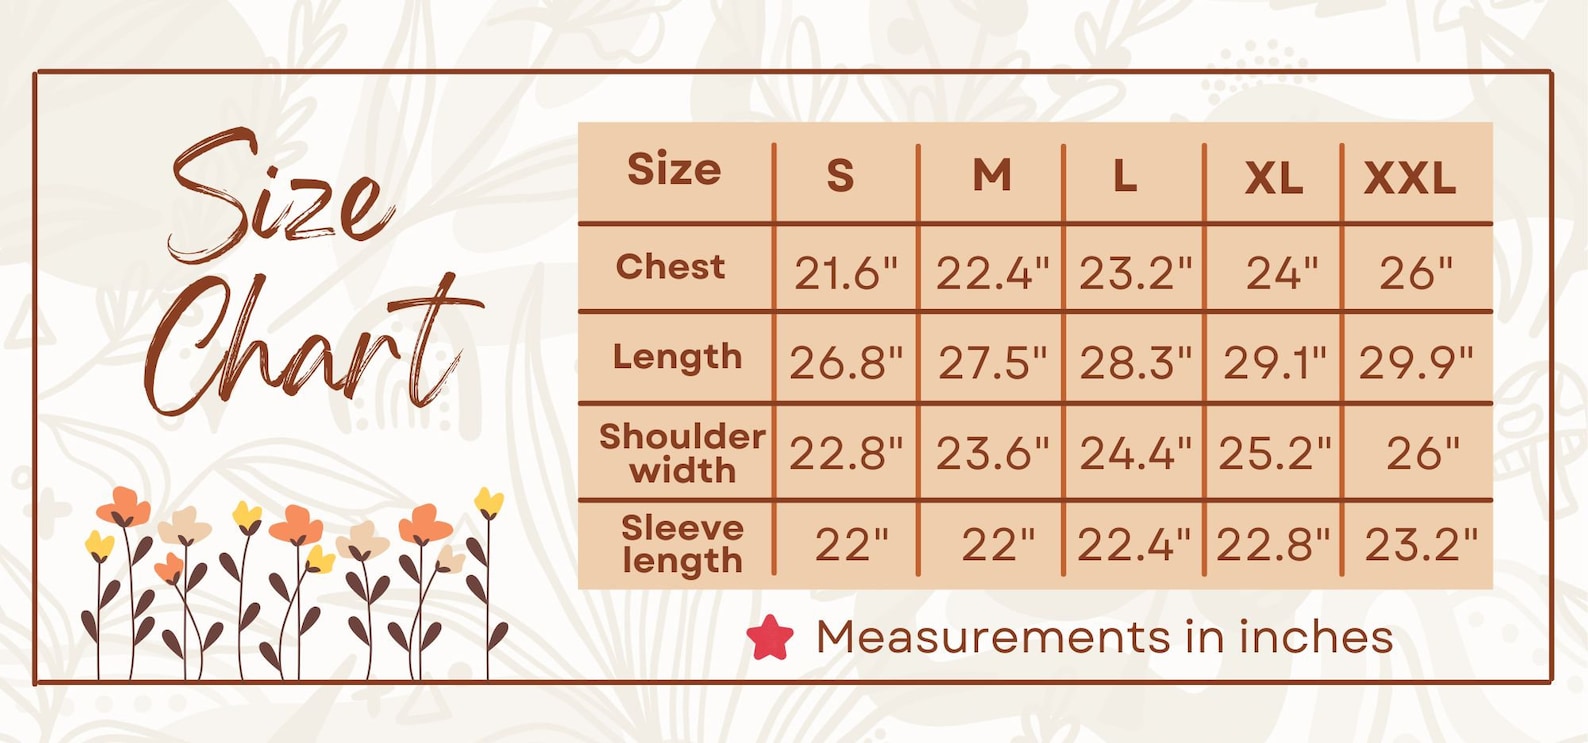 Size
Chart
Size S M L XL XXL
Chest 21.6" 22.4" 23.2" 24" 26"
Length 26.8" 27.5" 28.3" 29.1" 29.9"
Shoulder
width 22.8" 23.6" 24.4" 25.2" 26"
Sleeve
length 22" 22" 22.4" 22.8" 23.2"
Measurements in inches